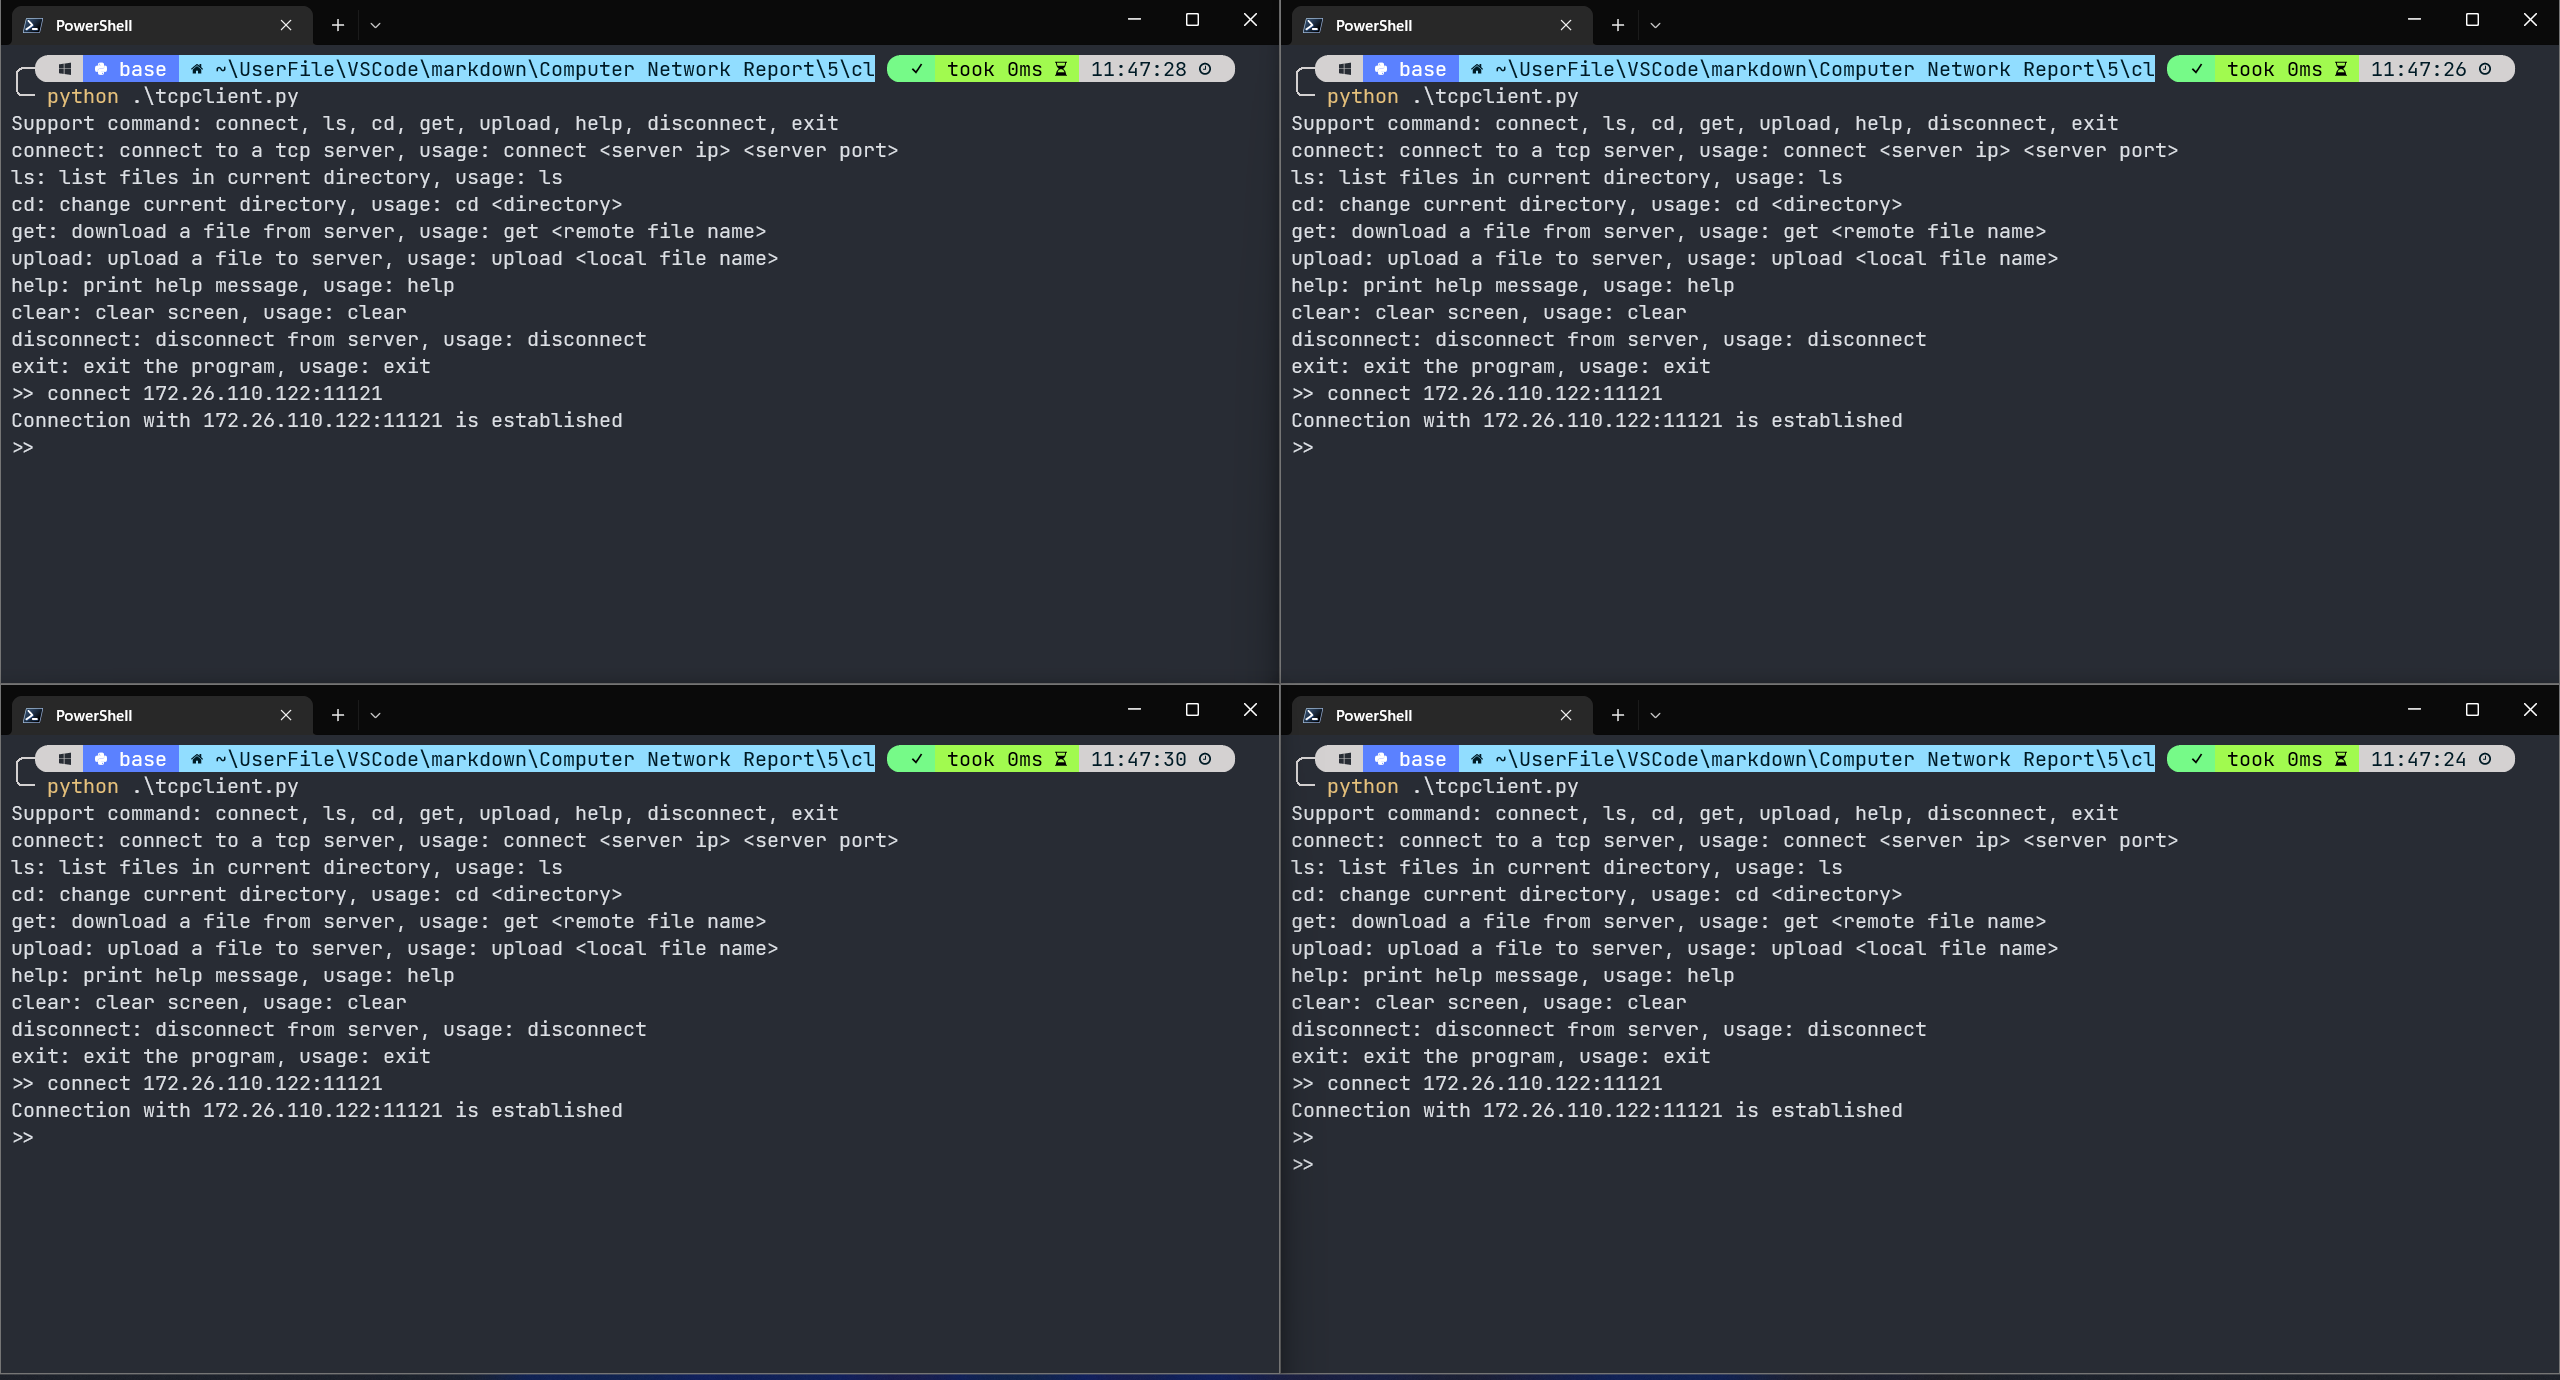 PowerShell
base ~\UserFile\VSCode\markdown\Computer Network Report\5\cl took 0ms 11:47:28
python .\tcpclient.py
Support command: connect, ls, cd, get, upload, help, disconnect, exit
connect: connect to a tcp server, usage: connect <server ip> <server port>
ls: list files in current directory, usage: ls
cd: change current directory, usage: cd <directory>
get: download a file from server, usage: get <remote file name>
upload: upload a file to server, usage: upload <local file name>
help: print help message, usage: help
clear: clear screen, usage: clear
disconnect: disconnect from server, usage: disconnect
exit: exit the program, usage: exit
>> connect 172.26.110.122:11121
Connection with 172.26.110.122:11121 is established
>>
PowerShell
base ~\UserFile\VSCode\markdown\Computer Network Report\5\cl took 0ms 11:47:26
python .\tcpclient.py
Support command: connect, ls, cd, get, upload, help, disconnect, exit
connect: connect to a tcp server, usage: connect <server ip> <server port>
ls: list files in current directory, usage: ls
cd: change current directory, usage: cd <directory>
get: download a file from server, usage: get <remote file name>
upload: upload a file to server, usage: upload <local file name>
help: print help message, usage: help
clear: clear screen, usage: clear
disconnect: disconnect from server, usage: disconnect
exit: exit the program, usage: exit
>> connect 172.26.110.122:11121
Connection with 172.26.110.122:11121 is established
>>
PowerShell
base ~\UserFile\VSCode\markdown\Computer Network Report\5\cl took 0ms 11:47:30
python .\tcpclient.py
Support command: connect, ls, cd, get, upload, help, disconnect, exit
connect: connect to a tcp server, usage: connect <server ip> <server port>
ls: list files in current directory, usage: ls
cd: change current directory, usage: cd <directory>
get: download a file from server, usage: get <remote file name>
upload: upload a file to server, usage: upload <local file name>
help: print help message, usage: help
clear: clear screen, usage: clear
disconnect: disconnect from server, usage: disconnect
exit: exit the program, usage: exit
>> connect 172.26.110.122:11121
Connection with 172.26.110.122:11121 is established
>>
PowerShell
base ~\UserFile\VSCode\markdown\Computer Network Report\5\cl took 0ms 11:47:24
python .\tcpclient.py
Support command: connect, ls, cd, get, upload, help, disconnect, exit
connect: connect to a tcp server, usage: connect <server ip> <server port>
ls: list files in current directory, usage: ls
cd: change current directory, usage: cd <directory>
get: download a file from server, usage: get <remote file name>
upload: upload a file to server, usage: upload <local file name>
help: print help message, usage: help
clear: clear screen, usage: clear
disconnect: disconnect from server, usage: disconnect
exit: exit the program, usage: exit
>> connect 172.26.110.122:11121
Connection with 172.26.110.122:11121 is established
>>
>>